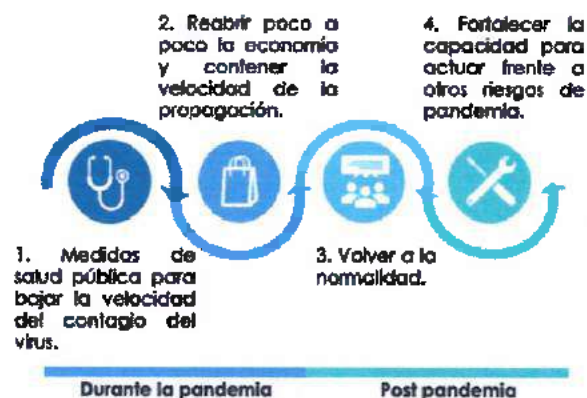 2. Reabrir poco a
poco la economía
y contener la
velocidad de la
propagación.
4. Fortalecer la
capacidad para
actuar frente a
otros riesgos de
pandemia.
1. Medidas de
salud pública para
bajar la velocidad
del contagio del
virus.
3. Volver a la
normalidad.
Durante la pandemia
Post pandemia